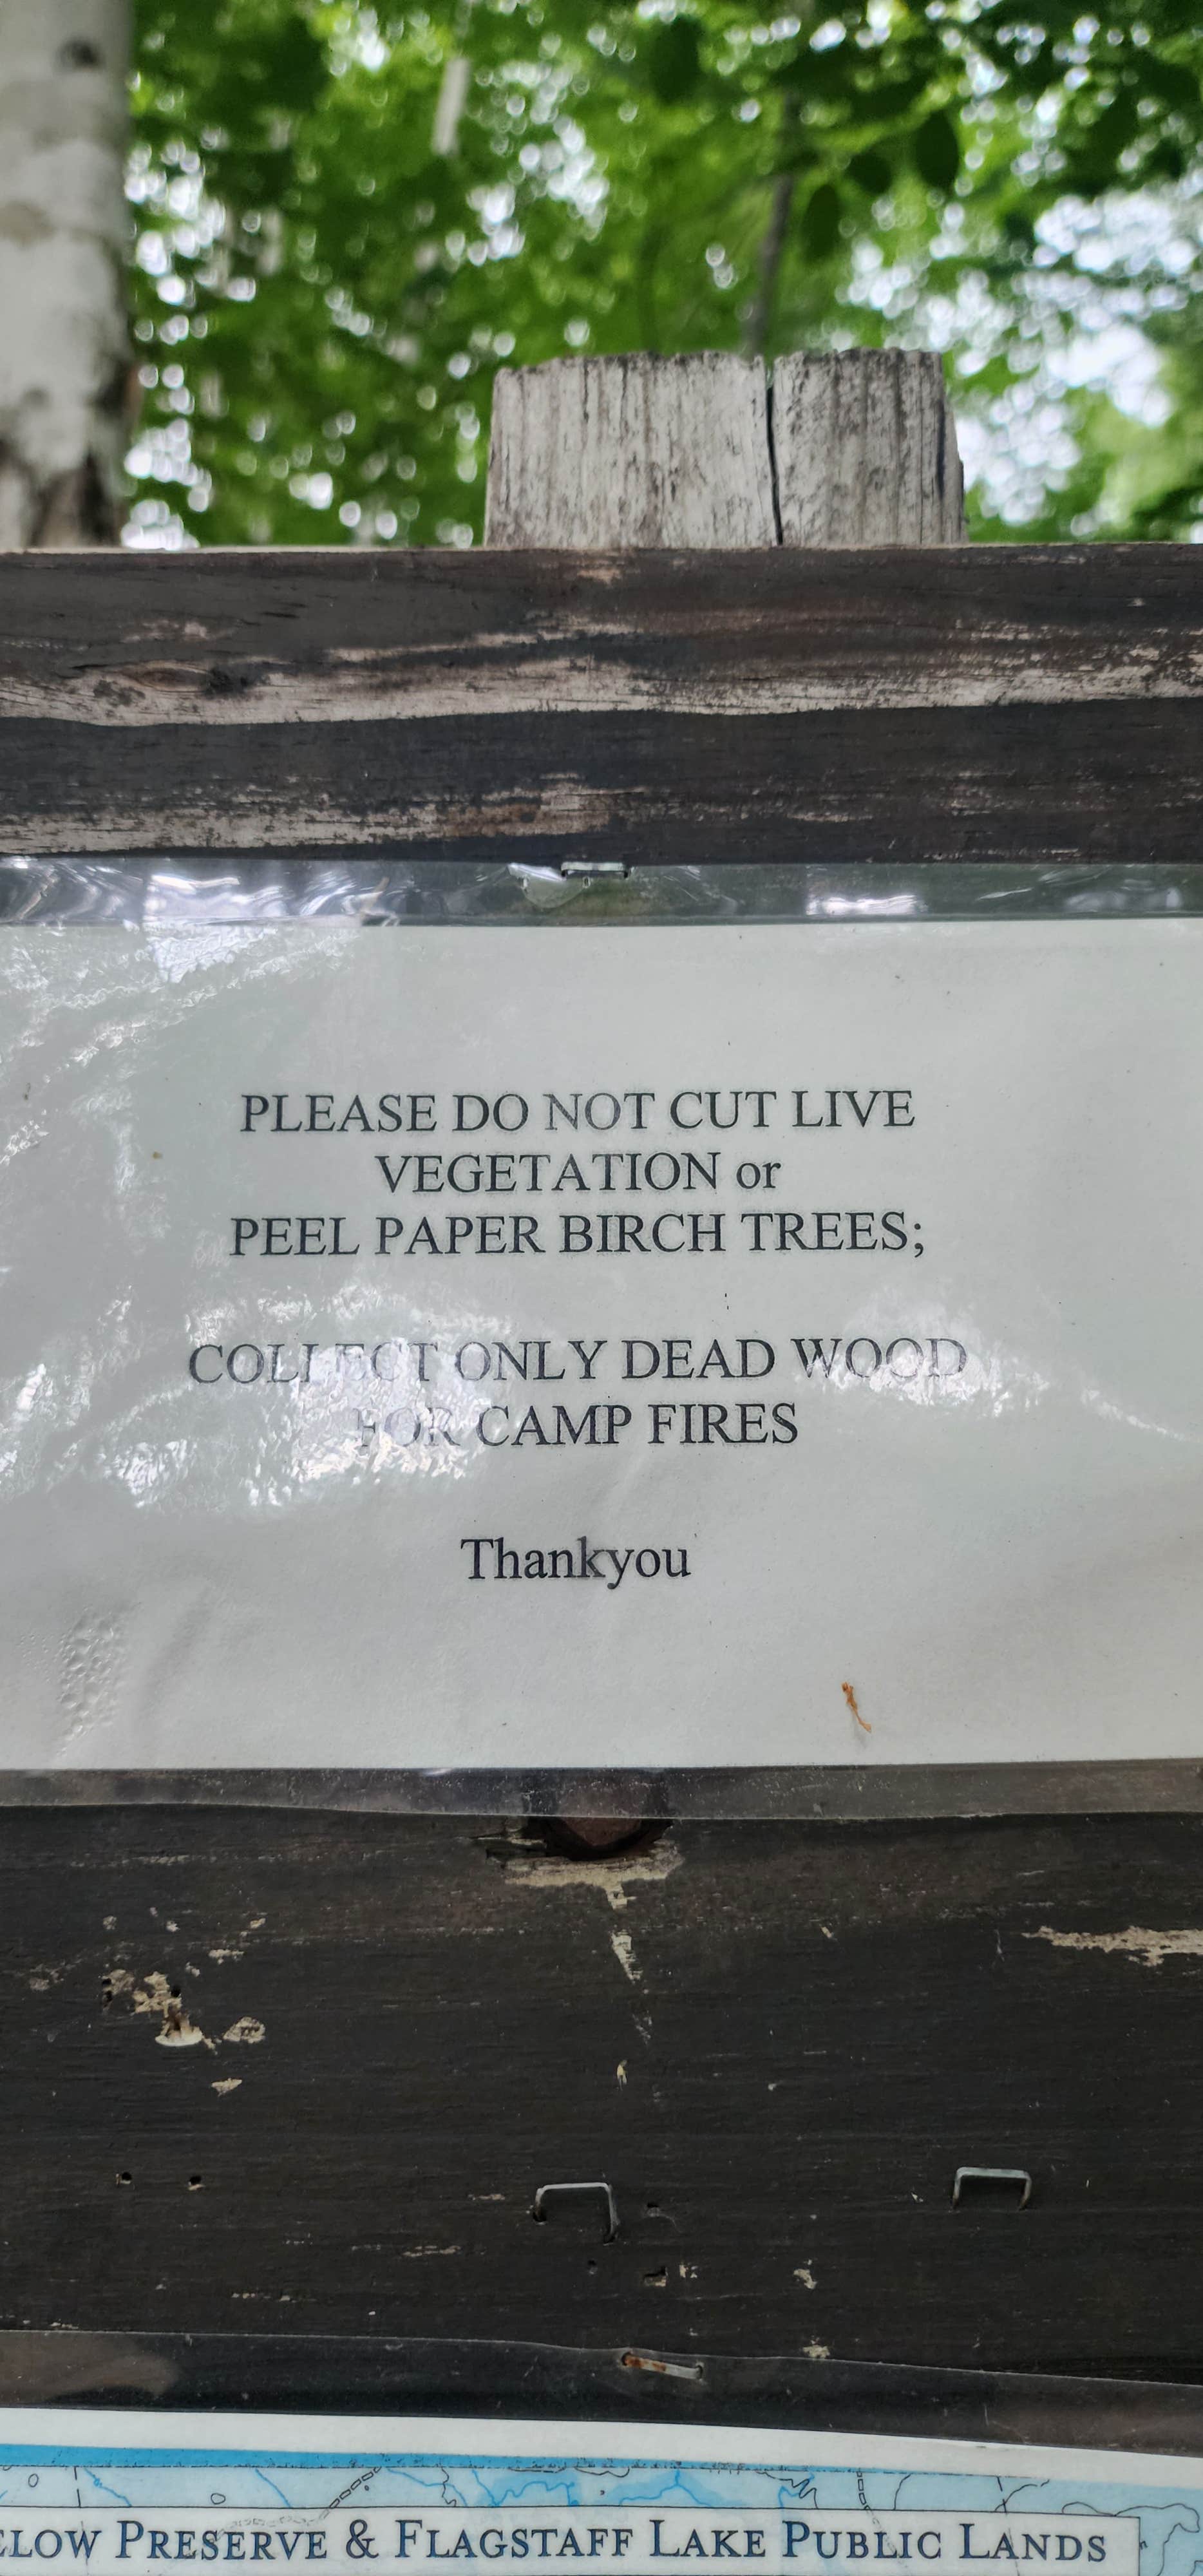 PLEASE DO NOT CUT LIVE
VEGETATION or
PEEL PAPER BIRCH TREES;
COLLECT ONLY DEAD WOOD
FOR CAMP FIRES
Thankyou
PRESERVE & FLAGSTAFF LAKE PUBLIC LANDS